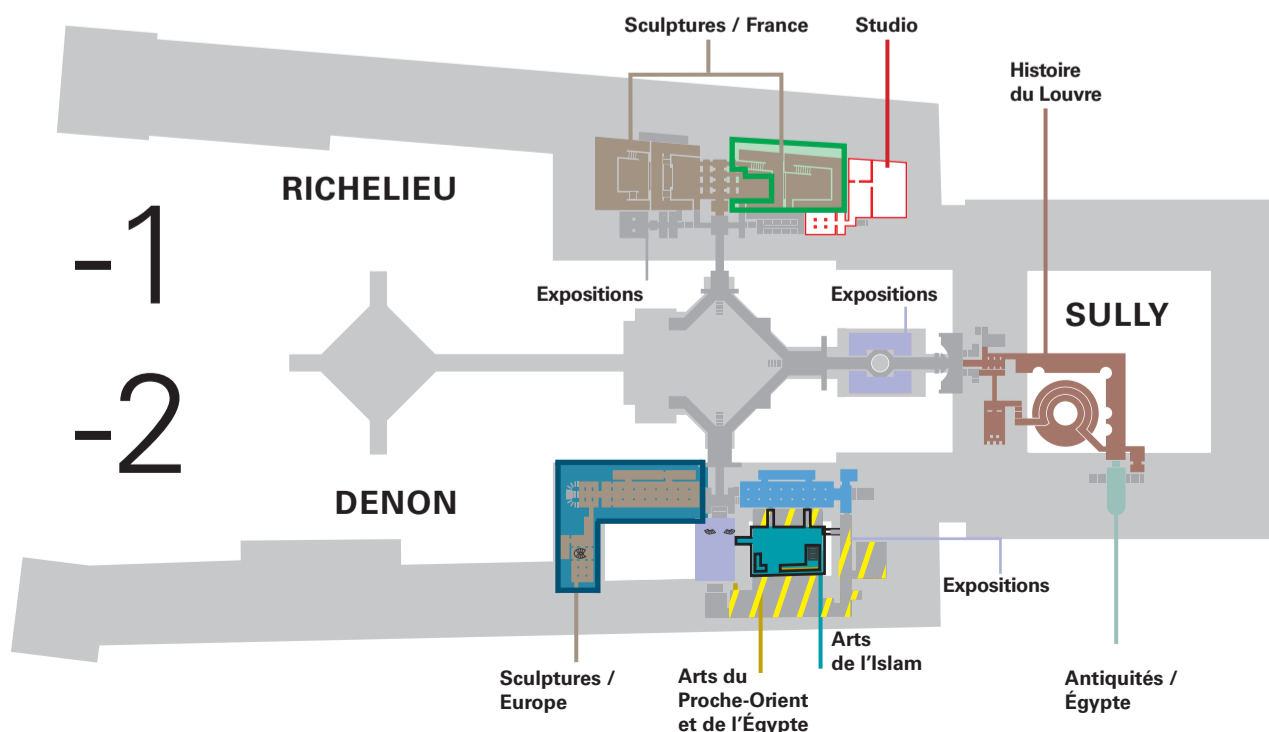 Sculptures / France
Studio
Histoire
du Louvre
RICHELIEU
-1
Expositions
Expositions
SULLY
-2
DENON
Expositions
Sculptures /
Europe
Arts du
Proche-Orient
et de l’Égypte
Arts
de l’Islam
Antiquités /
Égypte